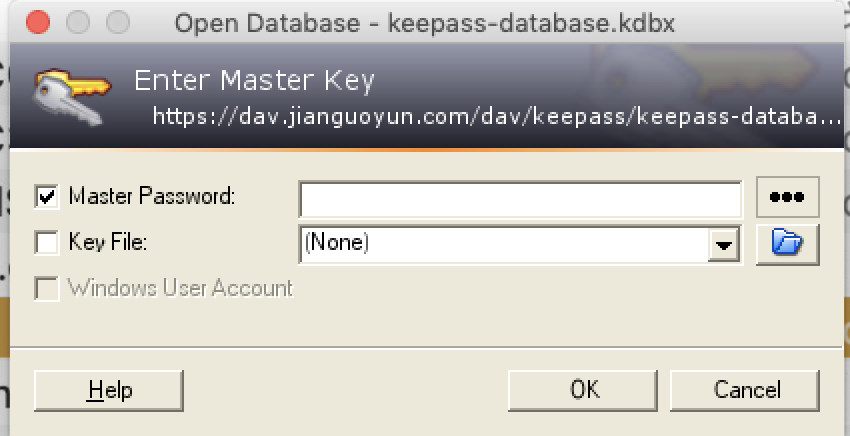 Open Database - keepass-database.kdbx
Enter Master Key
https://dav.jianguoyun.com/dav/keepass/keepass-databa...
Master Password:
Key File: (None)
Windows User Account
Help OK Cancel